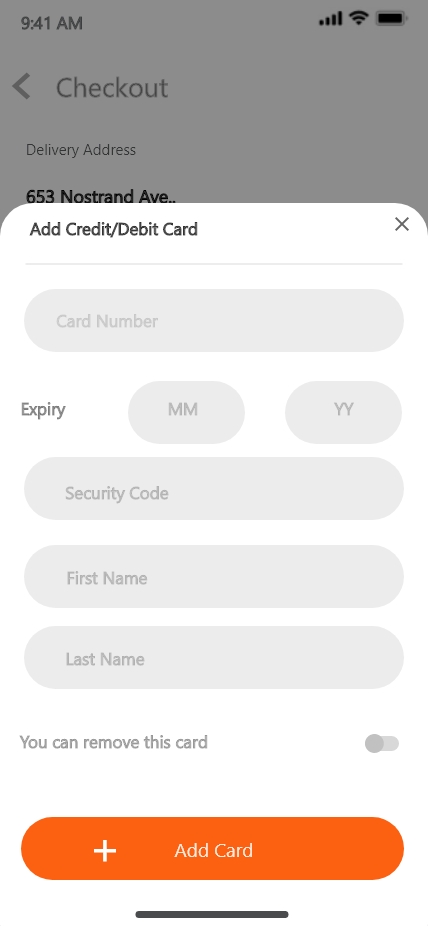 9:41 AM
Checkout
Delivery Address
653 Nostrand Ave..
Add Credit/Debit Card
Card Number
Expiry MM YY
Security Code
First Name
Last Name
You can remove this card
Add Card